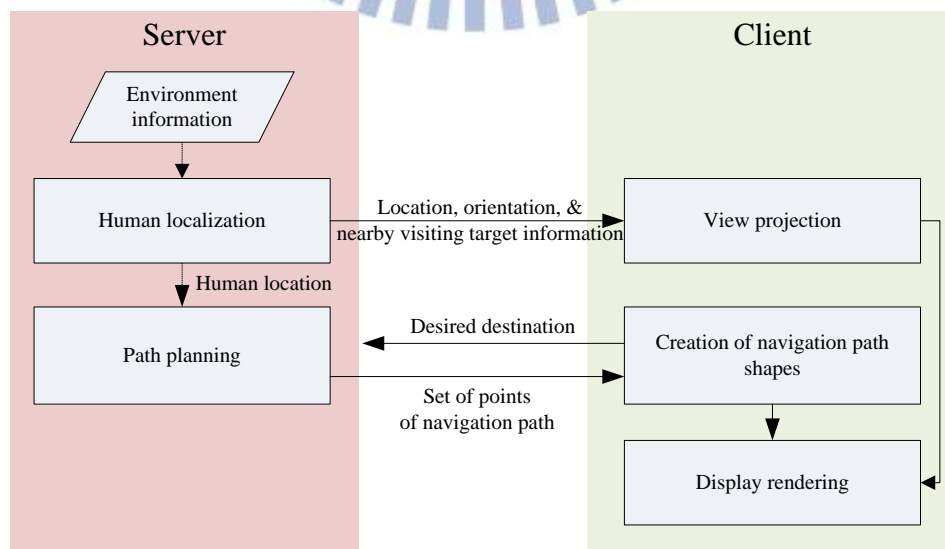 Server
Client
Environment
information
Human localization
Location, orientation, &
nearby visiting target information
View projection
Human location
Path planning
Desired destination
Creation of navigation path
shapes
Set of points
of navigation path
Display rendering